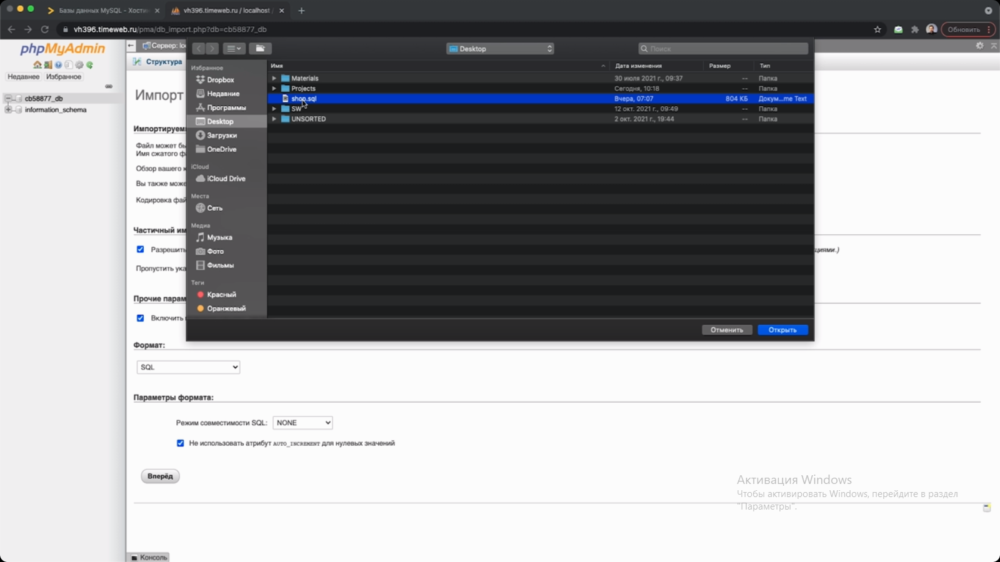 Базы данных MySQL - Хости
vh396.timeweb.ru / localhost
vh396.timeweb.ru/pma/db_import.php?db=cb58877_db
Обновить
phpMyAdmin
Недавнее Избранное
cb58877_db
information_schema
Сервер: lo
Структура
Импорт
Импортируем
Файл может бы
Имя сжатого ф
Обзор вашего к
Вы также може
Кодировка фай
Частичный им
Разрешить
циями.)
Пропустить ука
Прочие парам
Включить
Desktop
Поиск
Избранное
Dropbox
Недавние
Программы
Desktop
Загрузки
OneDrive
iCloud
iCloud Drive
Места
Сеть
Медиа
Музыка
Фото
Фильмы
Теги
Красный
Оранжевый
Имя Дата изменения Размер Тип
Materials 30 июля 2021 г., 09:37 -- Папка
Projects Сегодня, 10:18 -- Папка
shop.sql Вчера, 07:07 804 КБ Докум...me Text
SW 12 окт. 2021 г., 09:49 -- Папка
UNSORTED 2 окт. 2021 г., 19:44 -- Папка
Отменить Открыть
Формат:
SQL
Параметры формата:
Режим совместимости SQL: NONE
Не использовать атрибут AUTO_INCREMENT для нулевых значений
Вперёд
Активация Windows
Чтобы активировать Windows, перейдите в раздел
"Параметры".
Консоль